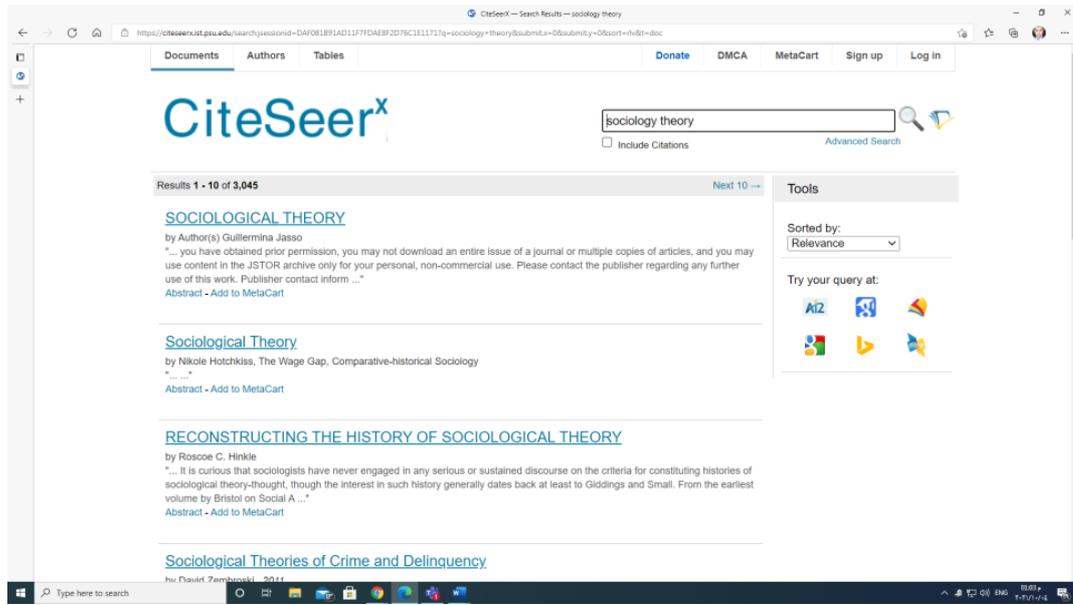 CiteSeerX — Search Results — sociology theory
https://citeseerx.ist.psu.edu/search;jsessionid=DAF081B91AD11F7FDAE8F2D76C1E1171?q=sociology+theory&submit.x=0&submit.y=0&sort=rlv&t=doc
Documents Authors Tables Donate DMCA MetaCart Sign up Log in
CiteSeerX
sociology theory
Include Citations Advanced Search
Results 1 - 10 of 3,045 Next 10 →
Tools
SOCIOLOGICAL THEORY
by Author(s) Guillermina Jasso
"... you have obtained prior permission, you may not download an entire issue of a journal or multiple copies of articles, and you may
use content in the JSTOR archive only for your personal, non-commercial use. Please contact the publisher regarding any further
use of this work. Publisher contact inform ..."
Abstract - Add to MetaCart
Sorted by:
Relevance
Try your query at:
AI2
Sociological Theory
by Nikole Hotchkiss, The Wage Gap, Comparative-historical Sociology
"... ..."
Abstract - Add to MetaCart
RECONSTRUCTING THE HISTORY OF SOCIOLOGICAL THEORY
by Roscoe C. Hinkle
"... It is curious that sociologists have never engaged in any serious or sustained discourse on the criteria for constituting histories of
sociological theory-thought, though the interest in such history generally dates back at least to Giddings and Small. From the earliest
volume by Bristol on Social A ..."
Abstract - Add to MetaCart
Sociological Theories of Crime and Delinquency
by David Zembroski, 2011
Type here to search
ENG